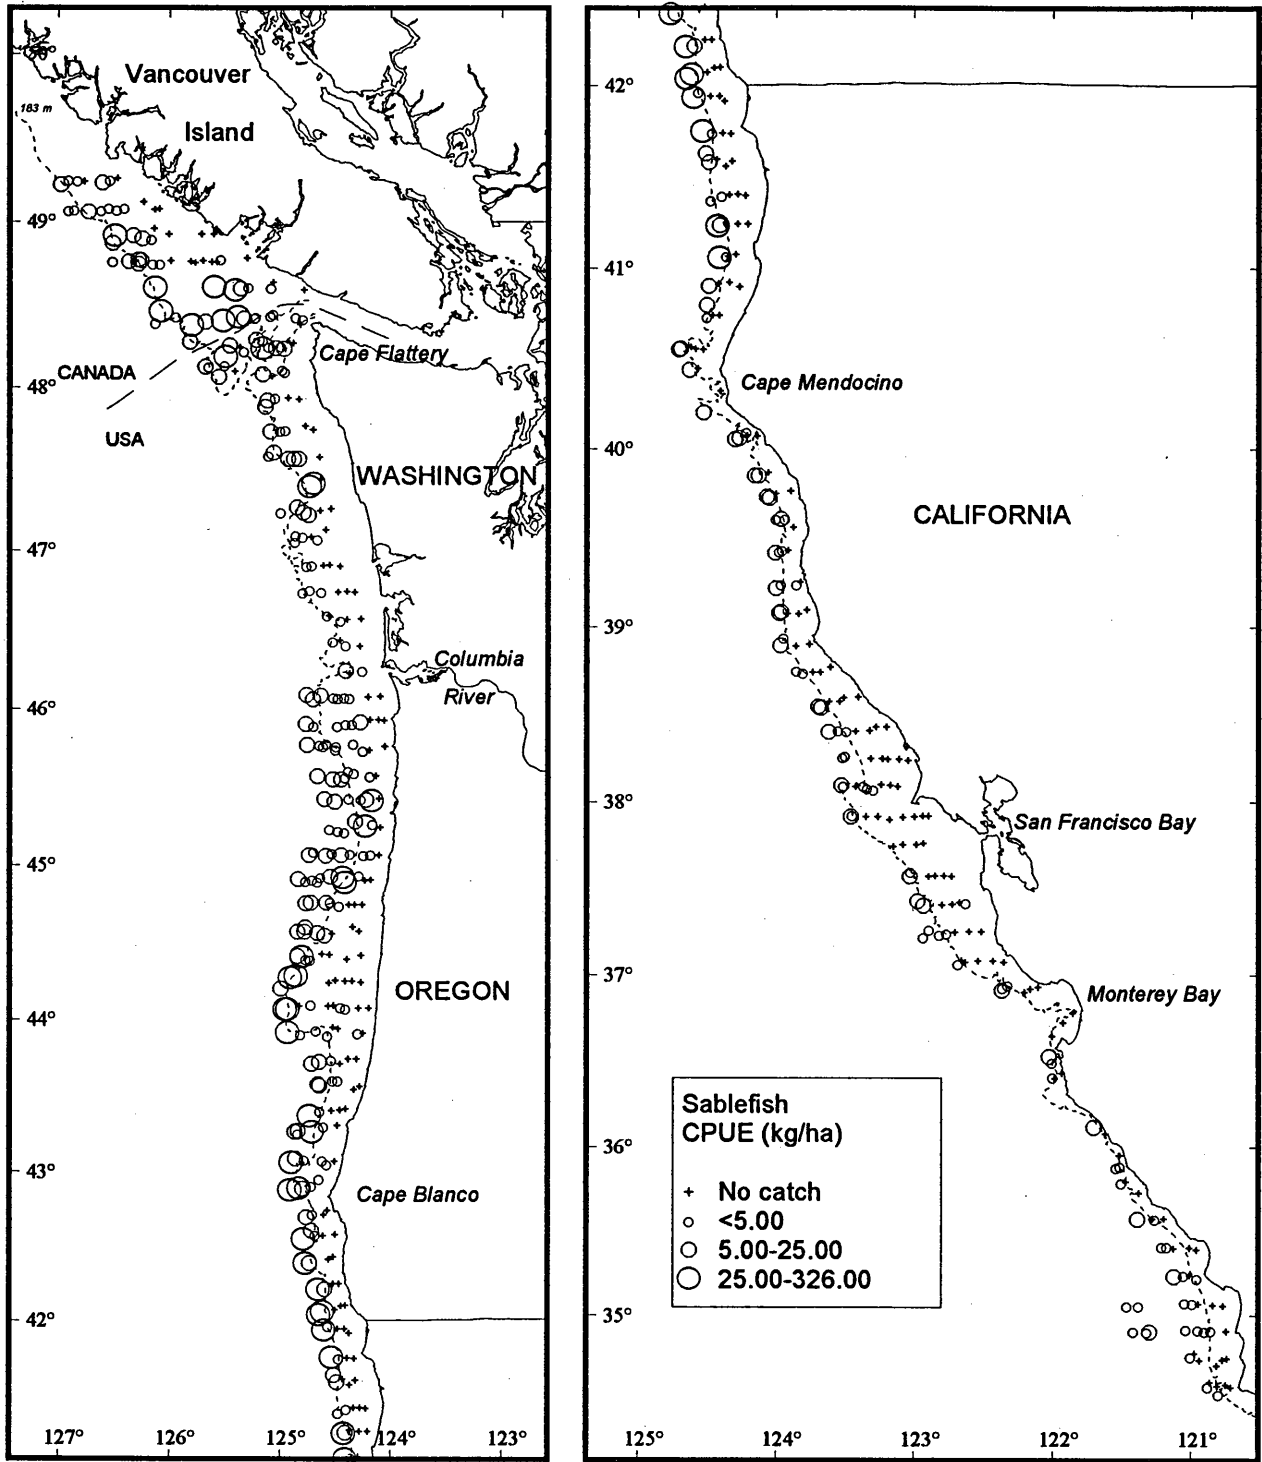 Vancouver
Island
183 m
49°
CANADA
USA
Cape Flattery
48°
WASHINGTON
47°
Columbia
River
46°
45°
OREGON
44°
43°
Cape Blanco
42°
127°
126°
125°
124°
123°
42°
41°
Cape Mendocino
40°
CALIFORNIA
39°
38°
San Francisco Bay
37°
Monterey Bay
36°
35°
Sablefish
CPUE (kg/ha)
+ No catch
<5.00
5.00-25.00
25.00-326.00
125°
124°
123°
122°
121°